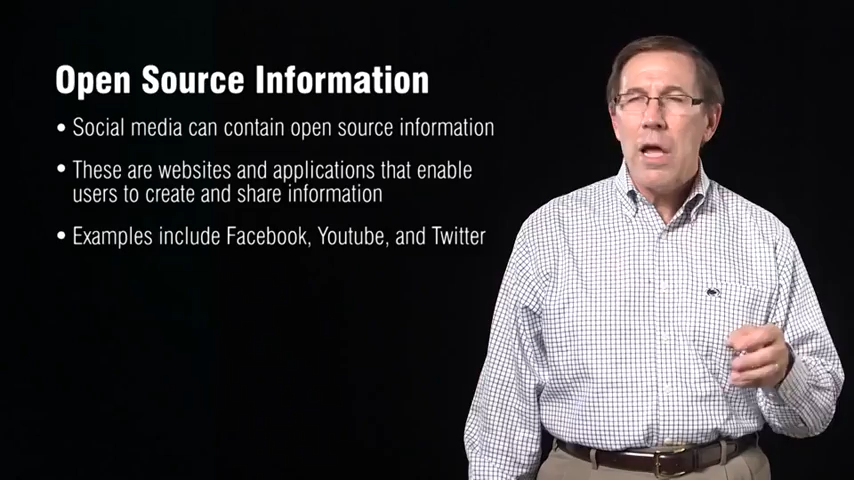 Open Source Information
• Social media can contain open source information
• These are websites and applications that enable
users to create and share information
• Examples include Facebook, Youtube, and Twitter